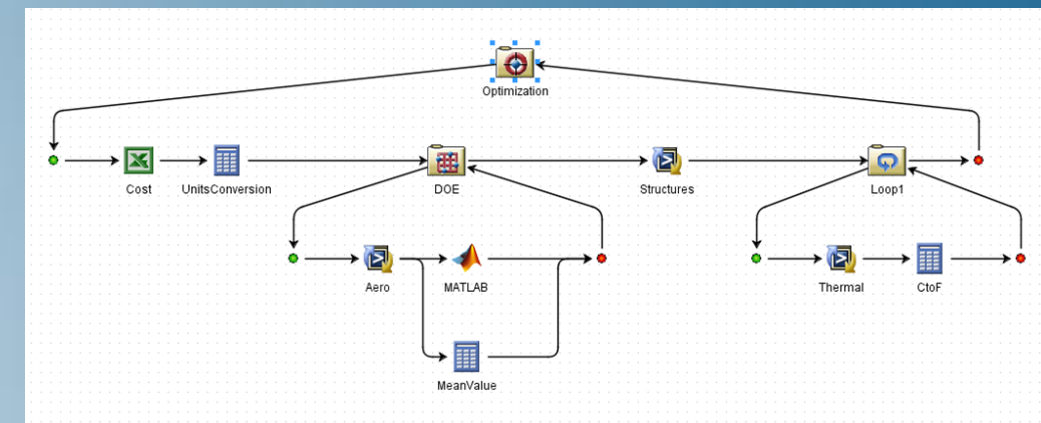 Optimization
Cost
UnitsConversion
DOE
Structures
Loop1
Aero
MATLAB
Thermal
CtoF
MeanValue